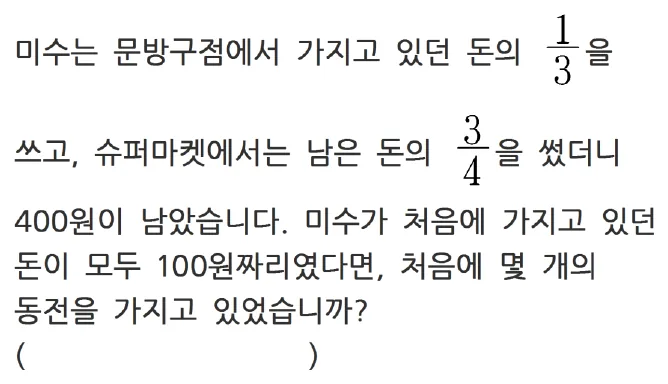 미수는 문방구점에서 가지고 있던 돈의 1/3을
쓰고, 슈퍼마켓에서는 남은 돈의 3/4을 썼더니
400원이 남았습니다. 미수가 처음에 가지고 있던
돈이 모두 100원짜리였다면, 처음에 몇 개의
동전을 가지고 있었습니까?
( )